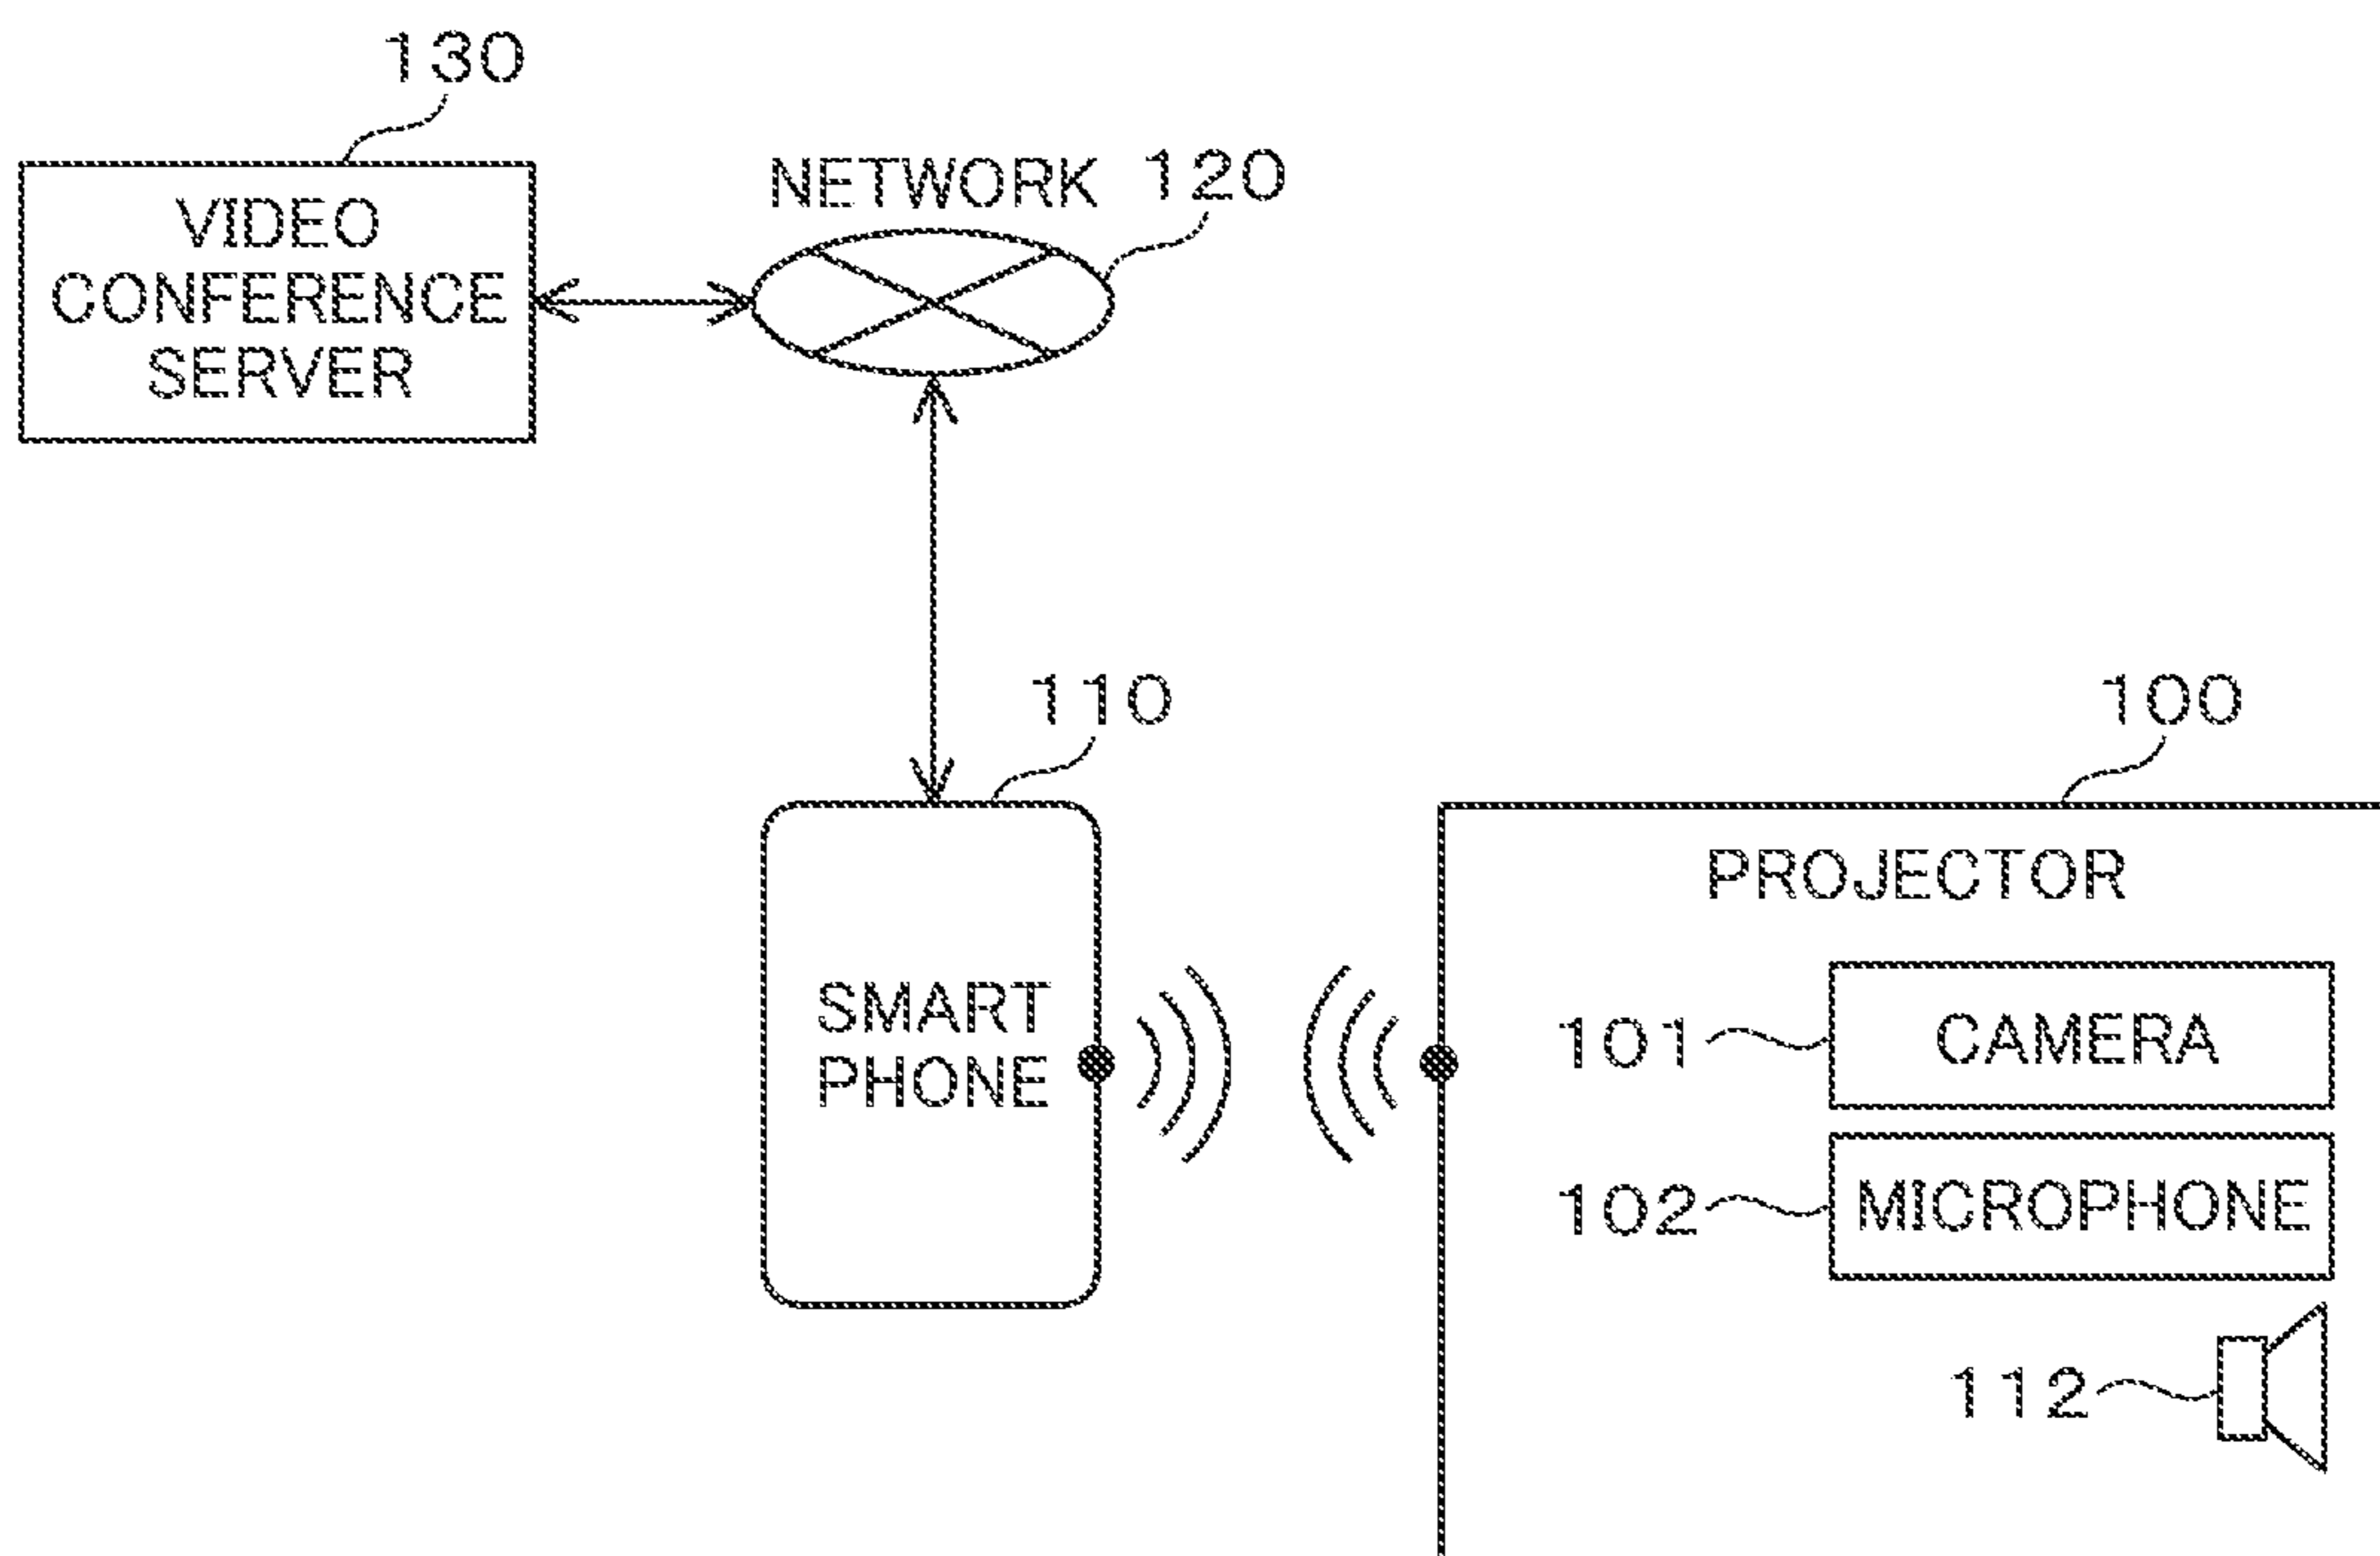 130
NETWORK 120
VIDEO
CONFERENCE
SERVER
110
100
PROJECTOR
SMART
PHONE
101
CAMERA
102
MICROPHONE
112